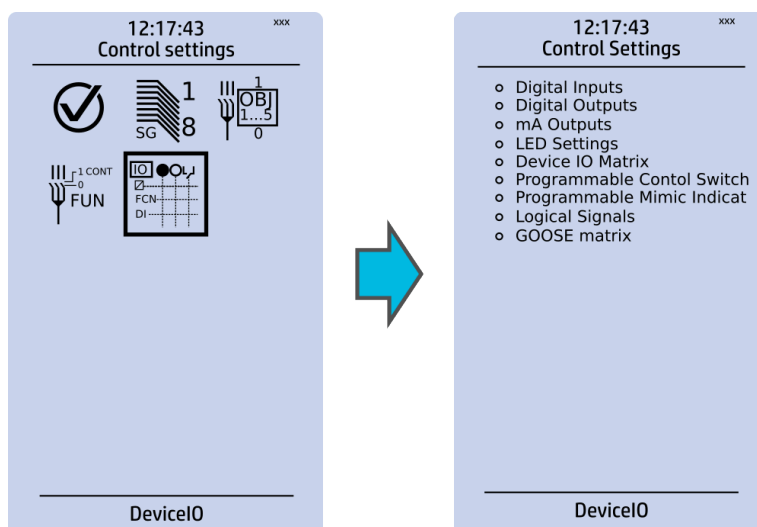 12:17:43
xxx
Control settings
1
SG 8
1
OBJ
1...5
0
1 CONT
0
FUN
IO
FCN
DI
DeviceIO
12:17:43
xxx
Control Settings
Digital Inputs
Digital Outputs
mA Outputs
LED Settings
Device IO Matrix
Programmable Contol Switch
Programmable Mimic Indicat
Logical Signals
GOOSE matrix
DeviceIO